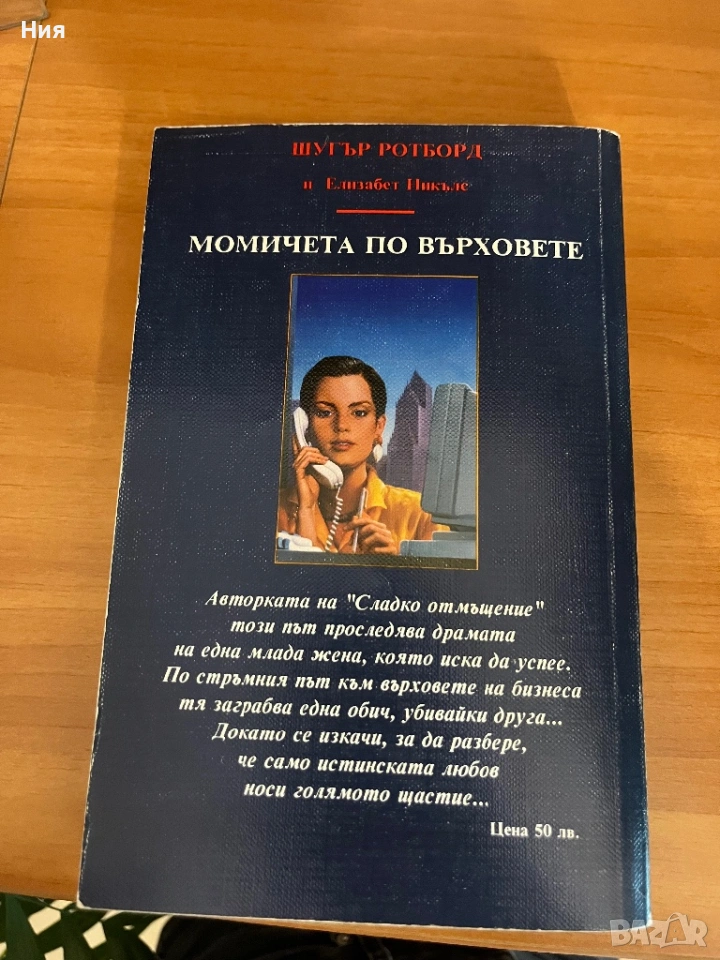 Ния
ШУГЪР РОТБОРД
и Елизабет Никълс
МОМИЧЕТА ПО ВЪРХОВЕТЕ
Авторката на "Сладко отмъщение"
този път проследява драмата
на една млада жена, която иска да успее.
По стръмния път към върховете на бизнеса
тя заграбва една обич, убивайки друга...
Докато се изкачи, за да разбере,
че само истинската любов
носи голямото щастие...
Цена 50 лв.
BAZAR